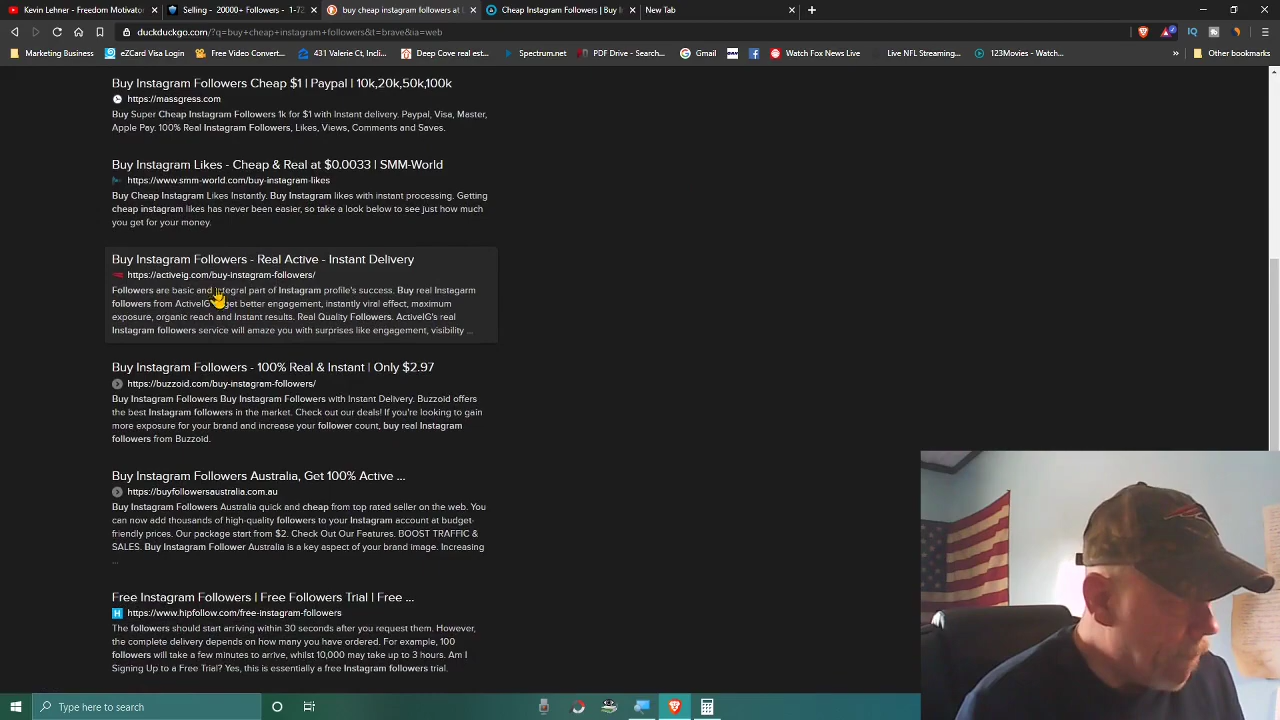 Kevin Lehner - Freedom Motivato
Selling - 20000+ Followers - 1-72
buy cheap instagram followers at
Cheap Instagram Followers | Buy I
New Tab
duckduckgo.com/?q=buy+cheap+instagram+followers&t=brave&ia=web
Marketing Business
eZCard Visa Login
Free Video Convert...
431 Valerie Ct, Incli...
Deep Cove real est...
Spectrum.net
PDF Drive - Search...
Gmail
Watch Fox News Live
Live NFL Streaming...
123Movies - Watch...
Other bookmarks
Buy Instagram Followers Cheap $1 | Paypal | 10k,20k,50k,100k
https://massgress.com
Buy Super Cheap Instagram Followers 1k for $1 with Instant delivery. Paypal, Visa, Master,
Apple Pay. 100% Real Instagram Followers, Likes, Views, Comments and Saves.
Buy Instagram Likes - Cheap & Real at $0.0033 | SMM-World
https://www.smm-world.com/buy-instagram-likes
Buy Cheap Instagram Likes Instantly. Buy Instagram likes with instant processing. Getting
cheap instagram likes has never been easier, so take a look below to see just how much
you get for your money.
Buy Instagram Followers - Real Active - Instant Delivery
https://activeig.com/buy-instagram-followers/
Followers are basic and integral part of Instagram profile's success. Buy real Instagarm
followers from ActiveIG get better engagement, instantly viral effect, maximum
exposure, organic reach and Instant results. Real Quality Followers. ActiveIG's real
Instagram followers service will amaze you with surprises like engagement, visibility ...
Buy Instagram Followers - 100% Real & Instant | Only $2.97
https://buzzoid.com/buy-instagram-followers/
Buy Instagram Followers Buy Instagram Followers with Instant Delivery. Buzzoid offers
the best Instagram followers in the market. Check out our deals! If you're looking to gain
more exposure for your brand and increase your follower count, buy real Instagram
followers from Buzzoid.
Buy Instagram Followers Australia, Get 100% Active ...
https://buyfollowersaustralia.com.au
Buy Instagram Followers Australia quick and cheap from top rated seller on the web. You
can now add thousands of high-quality followers to your Instagram account at budget-
friendly prices. Our package start from $2. Check Out Our Features. BOOST TRAFFIC &
SALES. Buy Instagram Follower Australia is a key aspect of your brand image. Increasing
...
Free Instagram Followers | Free Followers Trial | Free ...
https://www.hipfollow.com/free-instagram-followers
The followers should start arriving within 30 seconds after you request them. However,
the complete delivery depends on how many you have ordered. For example, 100
followers will take a few minutes to arrive, whilst 10,000 may take up to 3 hours. Am I
Signing Up to a Free Trial? Yes, this is essentially a free Instagram followers trial.
Type here to search